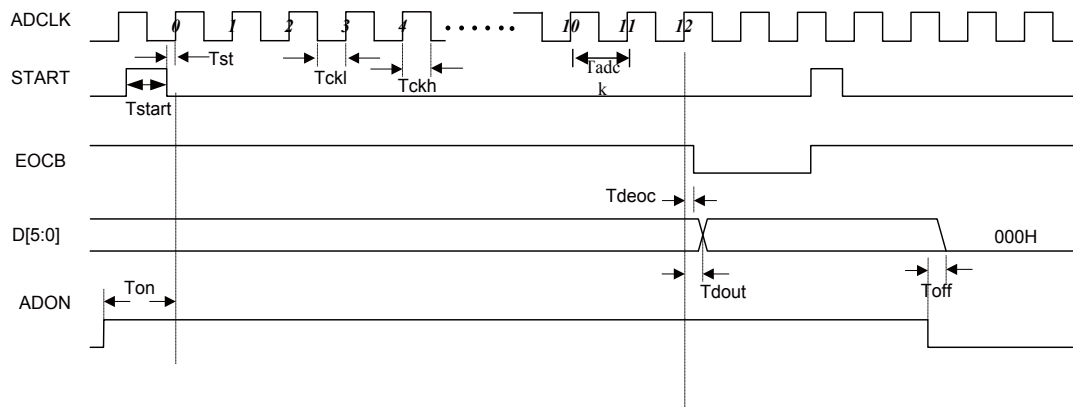 ADCLK 0 1 2 3 4 ...... 10 11 12
Tst
START Tckl Tckh Tadc
k
Tstart
EOCB
Tdeoc
D[5:0] 000H
Ton Tdout Toff
ADON